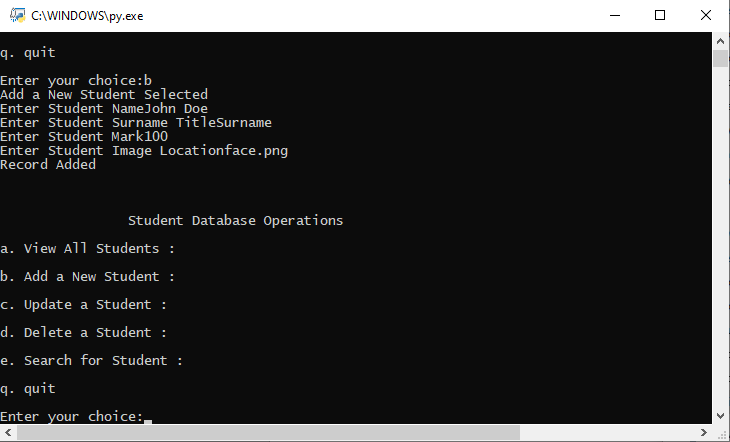 C:\WINDOWS\py.exe
q. quit
Enter your choice:b
Add a New Student Selected
Enter Student NameJohn Doe
Enter Student Surname TitleSurname
Enter Student Mark100
Enter Student Image Locationface.png
Record Added
Student Database Operations
a. View All Students :
b. Add a New Student :
c. Update a Student :
d. Delete a Student :
e. Search for Student :
q. quit
Enter your choice: